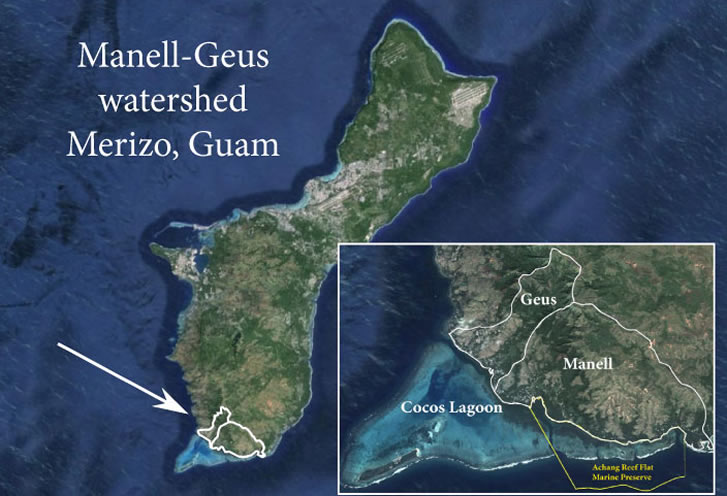 Manell-Geus
watershed
Merizo, Guam
Geus
Manell
Cocos Lagoon
Achang Reef Flat
Marine Preserve